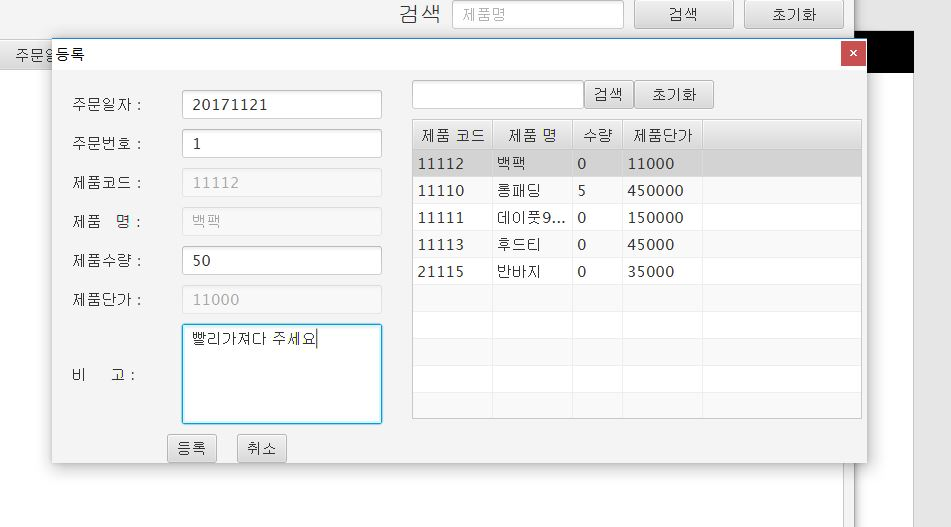 검색 제품명 검색 초기화
주문일
등록
주문일자 : 20171121
주문번호 : 1
제품코드 : 11112
제품 명 : 백팩
제품수량 : 50
제품단가 : 11000
비 고 : 빨리가져다 주세요
등록 취소
검색 초기화
제품 코드 제품 명 수량 제품단가
11112 백팩 0 11000
11110 롱패딩 5 450000
11111 데이풋9... 0 150000
11113 후드티 0 45000
21115 반바지 0 35000